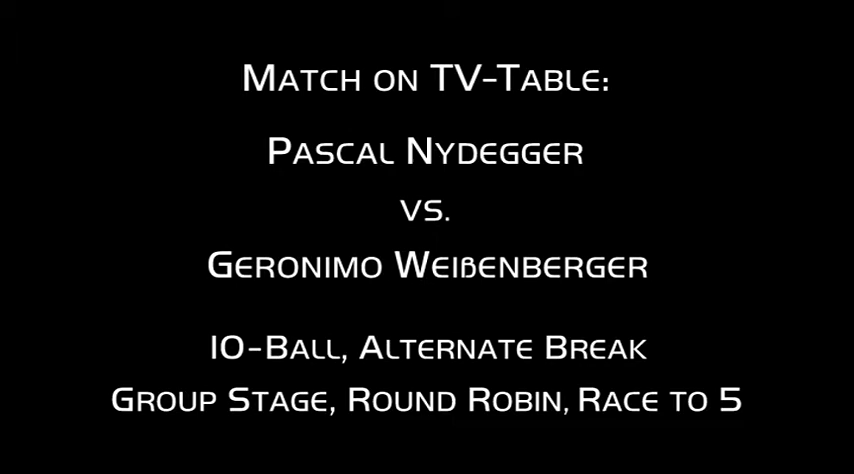 Match on TV-Table:
Pascal Nydegger
vs.
Geronimo Weißenberger
10-Ball, Alternate Break
Group Stage, Round Robin, Race to 5